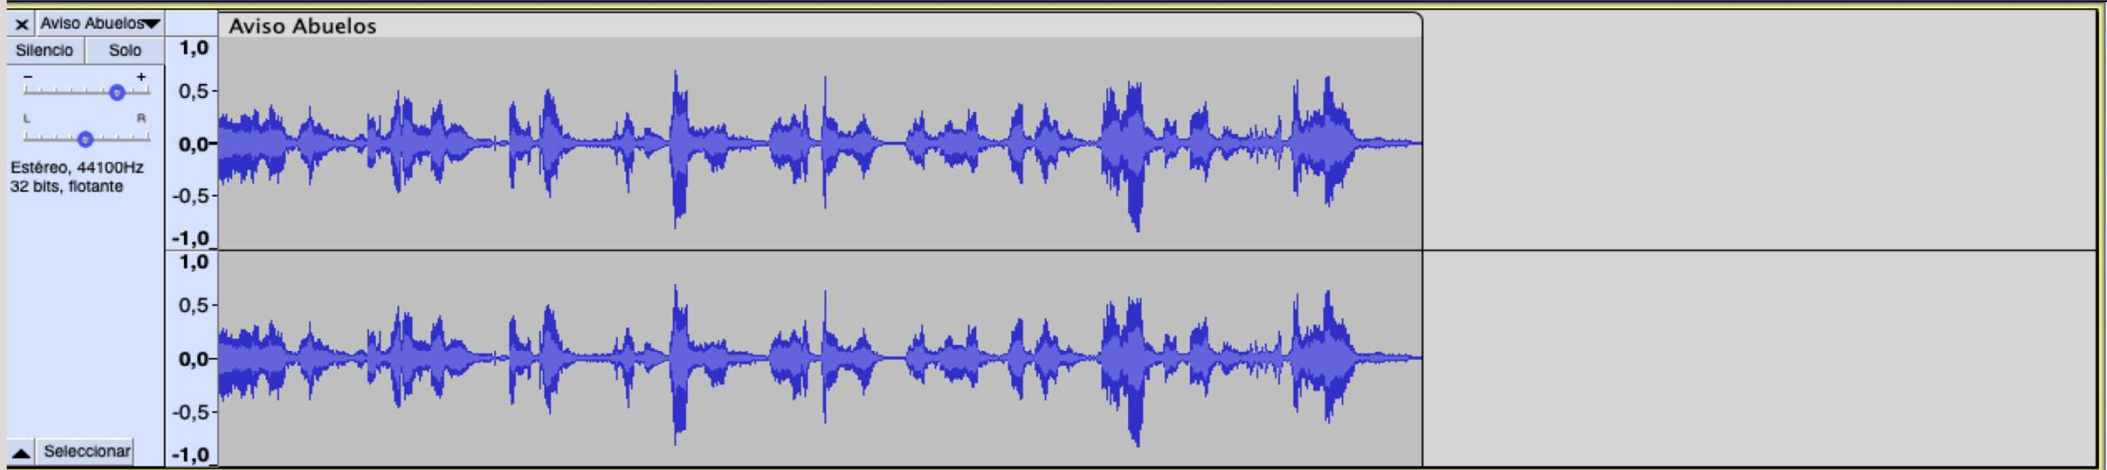 Aviso Abuelos
Aviso Abuelos
Silencio Solo
- +
L R
Estéreo, 44100Hz
32 bits, flotante
Seleccionar
1,0
0,5-
0,0-
-0,5-
-1,0
1,0
0,5-
0,0-
-0,5-
-1,0